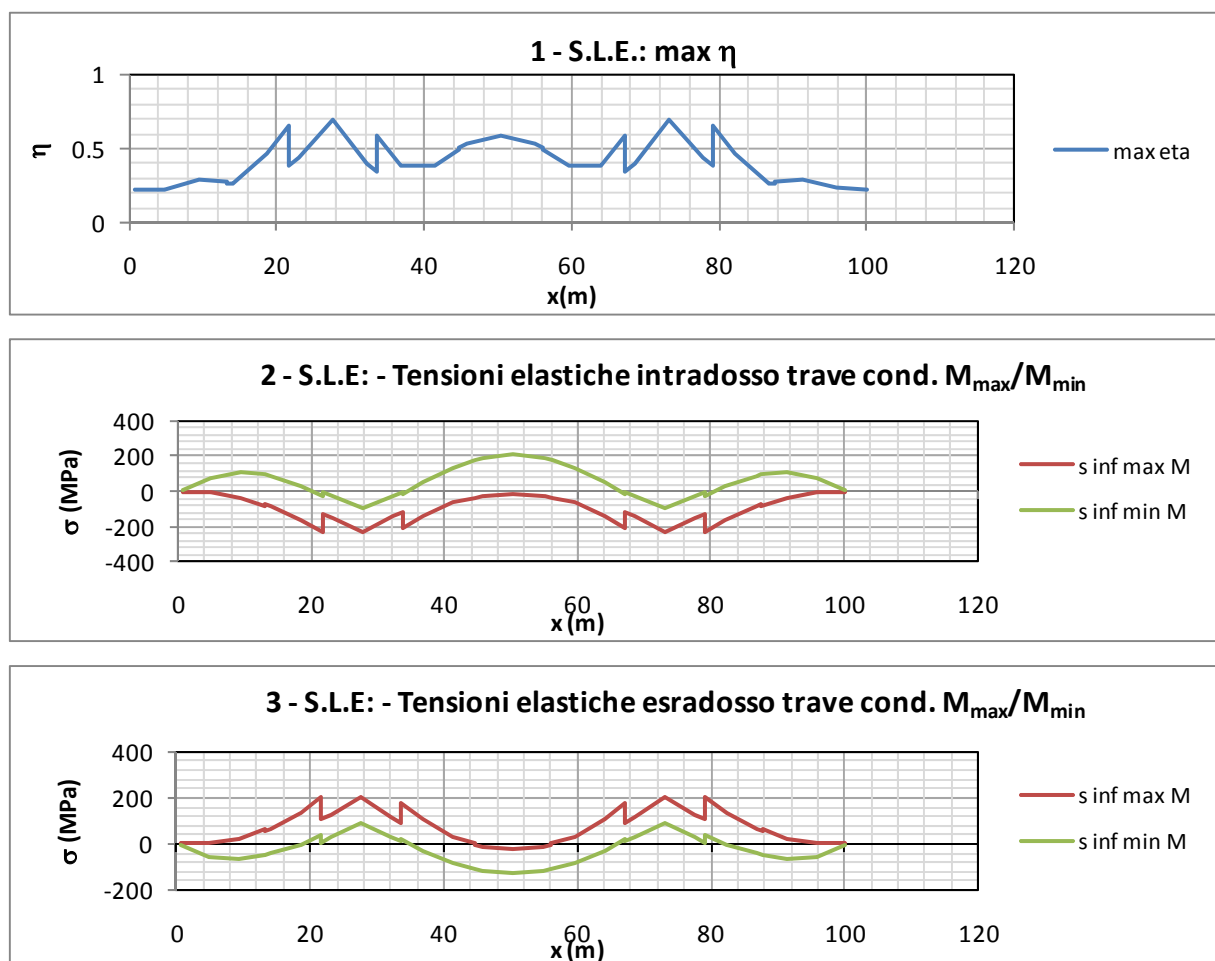 1 - S.L.E.: max η
1
0.5
0
η
0 20 40 60 80 100 120
x(m)
max eta
2 - S.L.E: - Tensioni elastiche intradosso trave cond. Mmax/Mmin
400
200
0
-200
-400
σ (MPa)
0 20 40 60 80 100 120
x (m)
s inf max M
s inf min M
3 - S.L.E: - Tensioni elastiche esradosso trave cond. Mmax/Mmin
400
200
0
-200
σ (MPa)
0 20 40 60 80 100 120
x (m)
s inf max M
s inf min M